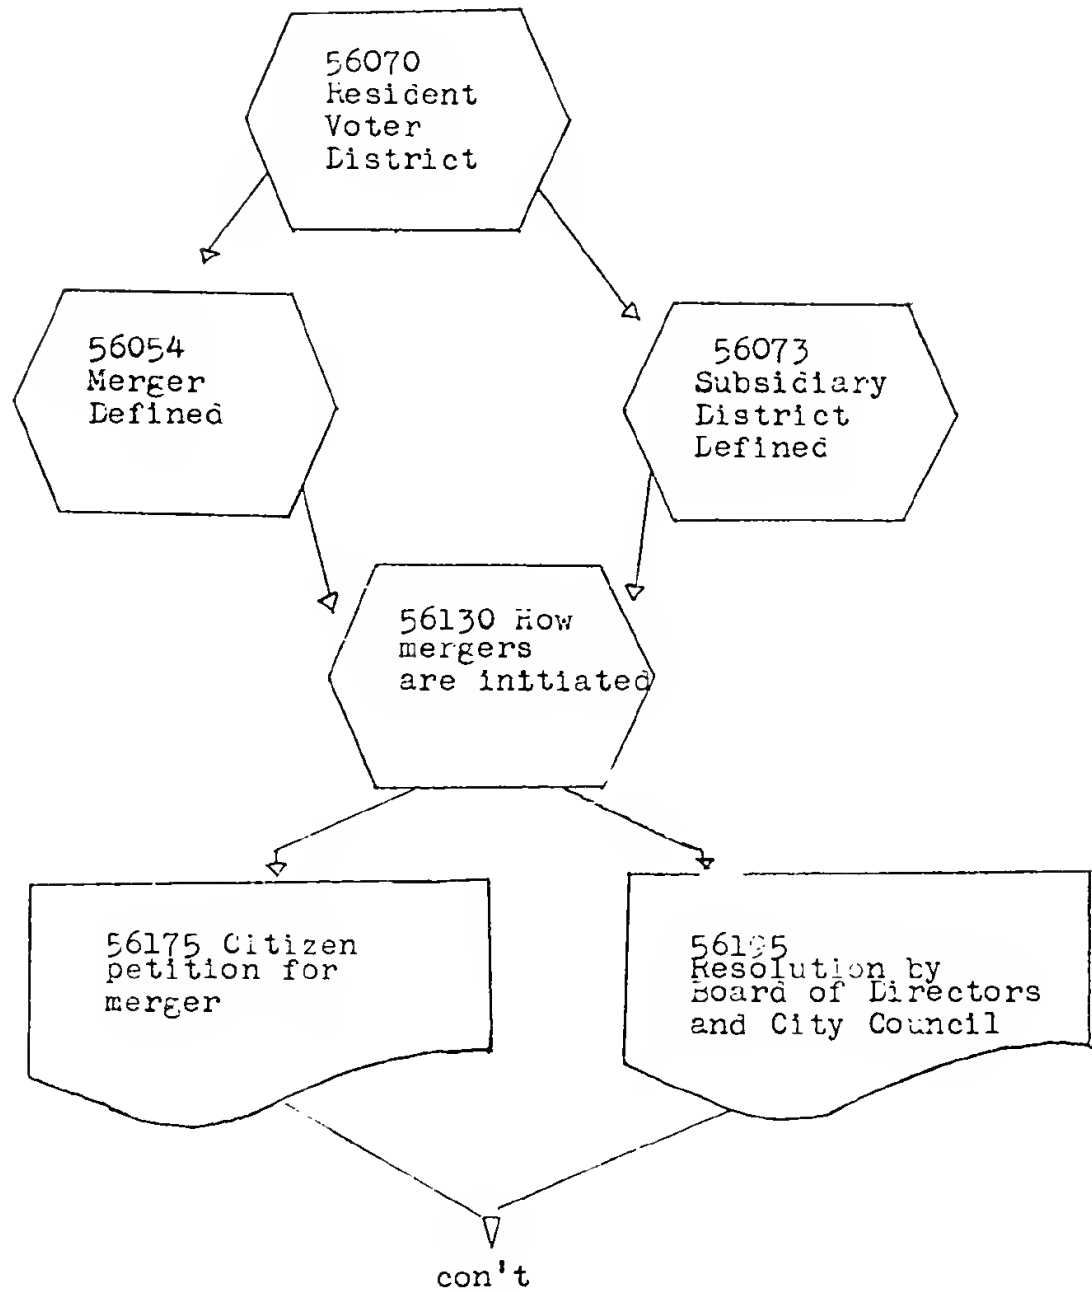 56070
Resident
Voter
District
56054
Merger
Defined
56073
Subsidiary
District
Defined
56130 How
mergers
are initiated
56175 Citizen
petition for
merger
56195
Resolution by
Board of Directors
and City Council
con't